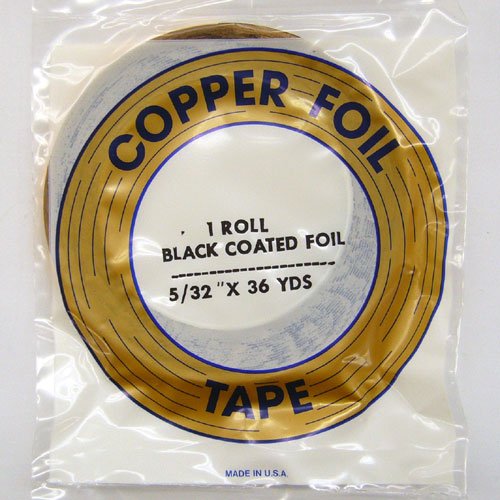 COPPER FOIL
1 ROLL
BLACK COATED FOIL
5/32 " X 36 YDS
TAPE
MADE IN U.S.A.